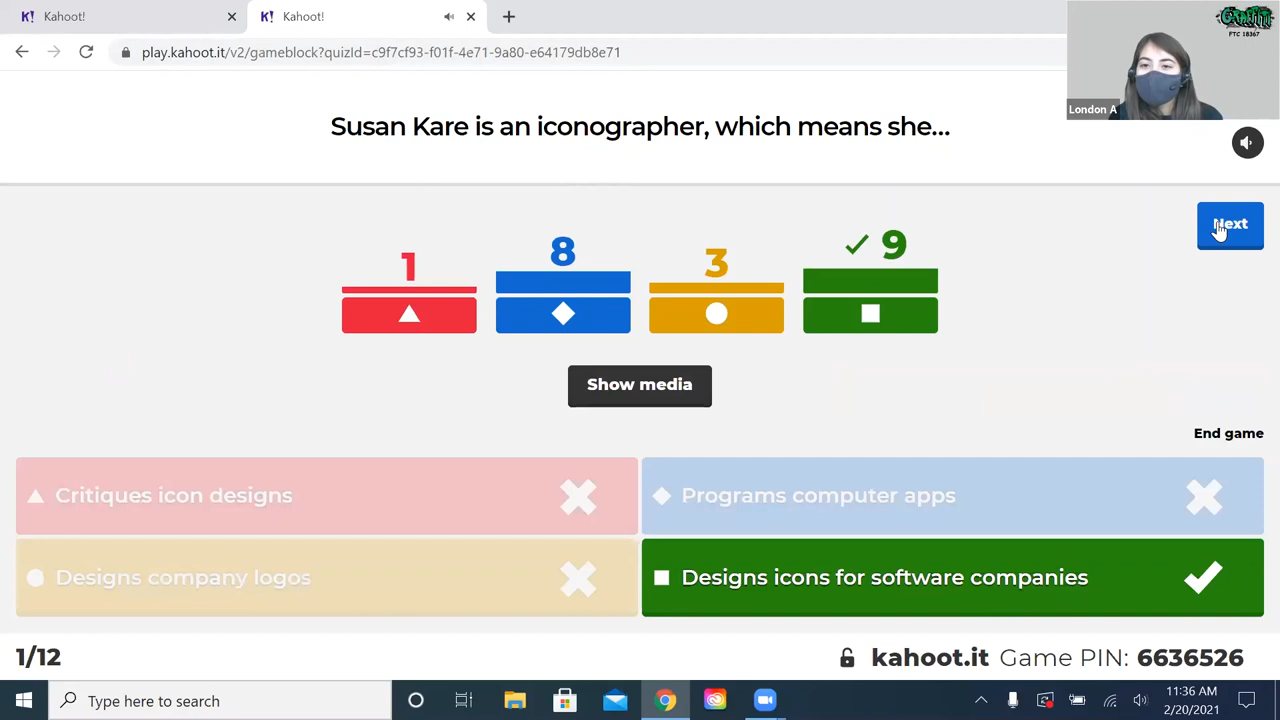 Kahoot!
Kahoot!
GRAFFITI
FTC 18367
play.kahoot.it/v2/gameblock?quizId=c9f7cf93-f01f-4e71-9a80-e64179db8e71
London A
Susan Kare is an iconographer, which means she...
Next
1
8
3
9
Show media
End game
Critiques icon designs
Programs computer apps
Designs company logos
Designs icons for software companies
1/12
kahoot.it Game PIN: 6636526
Type here to search
11:36 AM
2/20/2021